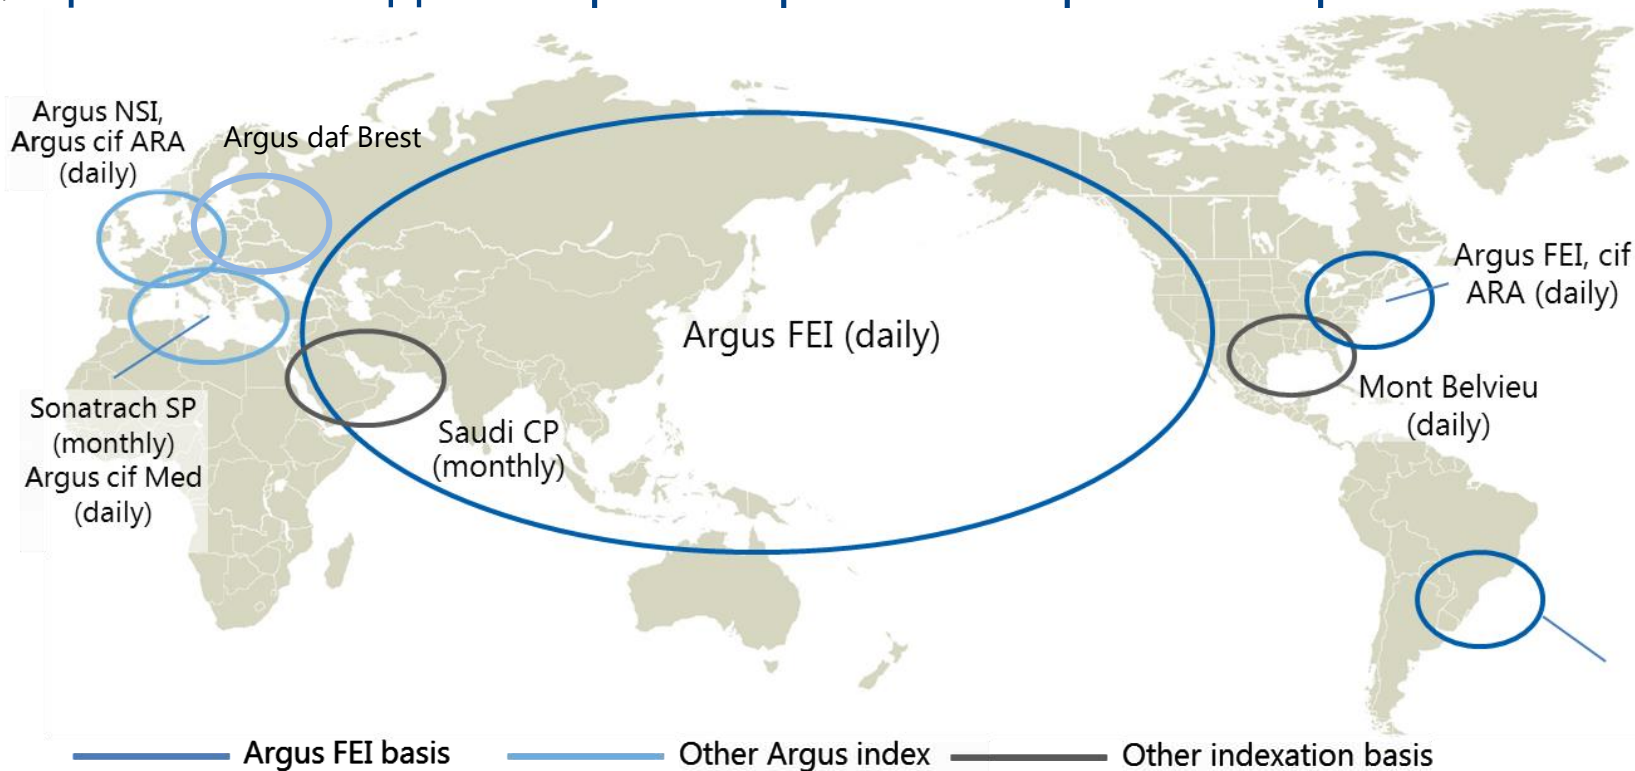 Argus NSI,
Argus cif ARA
(daily)
Argus daf Brest
Argus FEI, cif
ARA (daily)
Argus FEI (daily)
Mont Belvieu
(daily)
Sonatrach SP
(monthly)
Argus cif Med
(daily)
Saudi CP
(monthly)
Argus FEI basis
Other Argus index
Other indexation basis